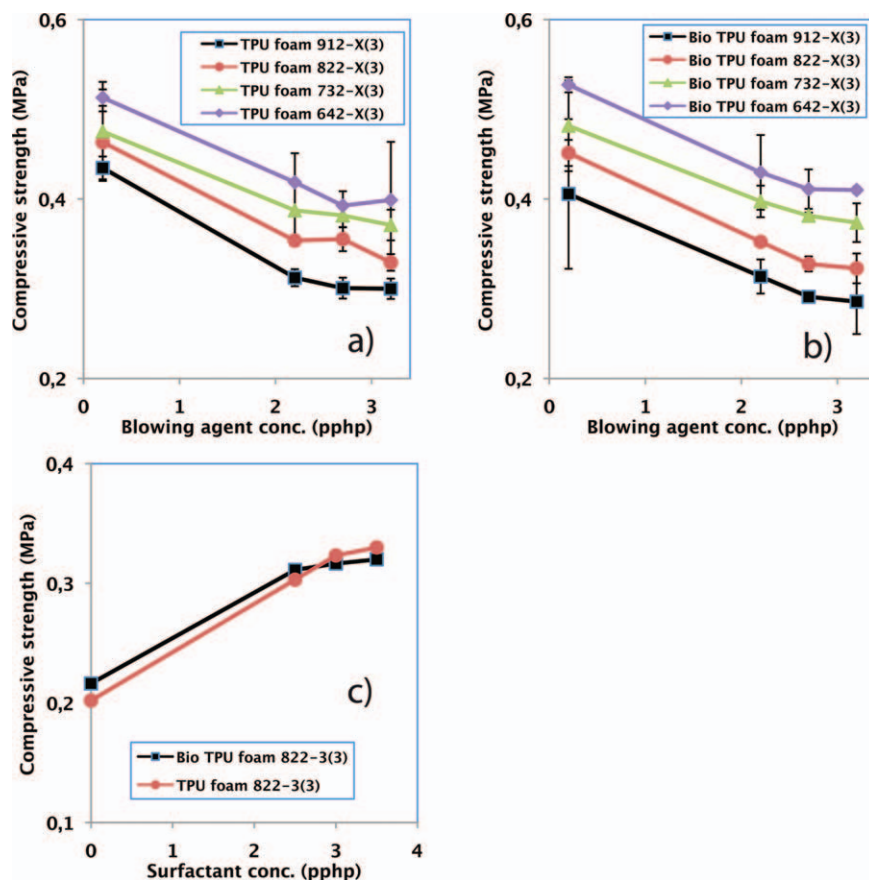 0,6
TPU foam 912-X(3)
TPU foam 822-X(3)
TPU foam 732-X(3)
TPU foam 642-X(3)
Compressive strength (MPa)
0,4
a)
0,2
0
1
2
3
Blowing agent conc. (pphp)
0,6
Bio TPU foam 912-X(3)
Bio TPU foam 822-X(3)
Bio TPU foam 732-X(3)
Bio TPU foam 642-X(3)
Compressive strength (MPa)
0,4
b)
0,2
0
1
2
3
Blowing agent conc. (pphp)
0,4
Compressive strength (MPa)
0,3
0,2
c)
Bio TPU foam 822-3(3)
TPU foam 822-3(3)
0,1
0
1
2
3
4
Surfactant conc. (pphp)